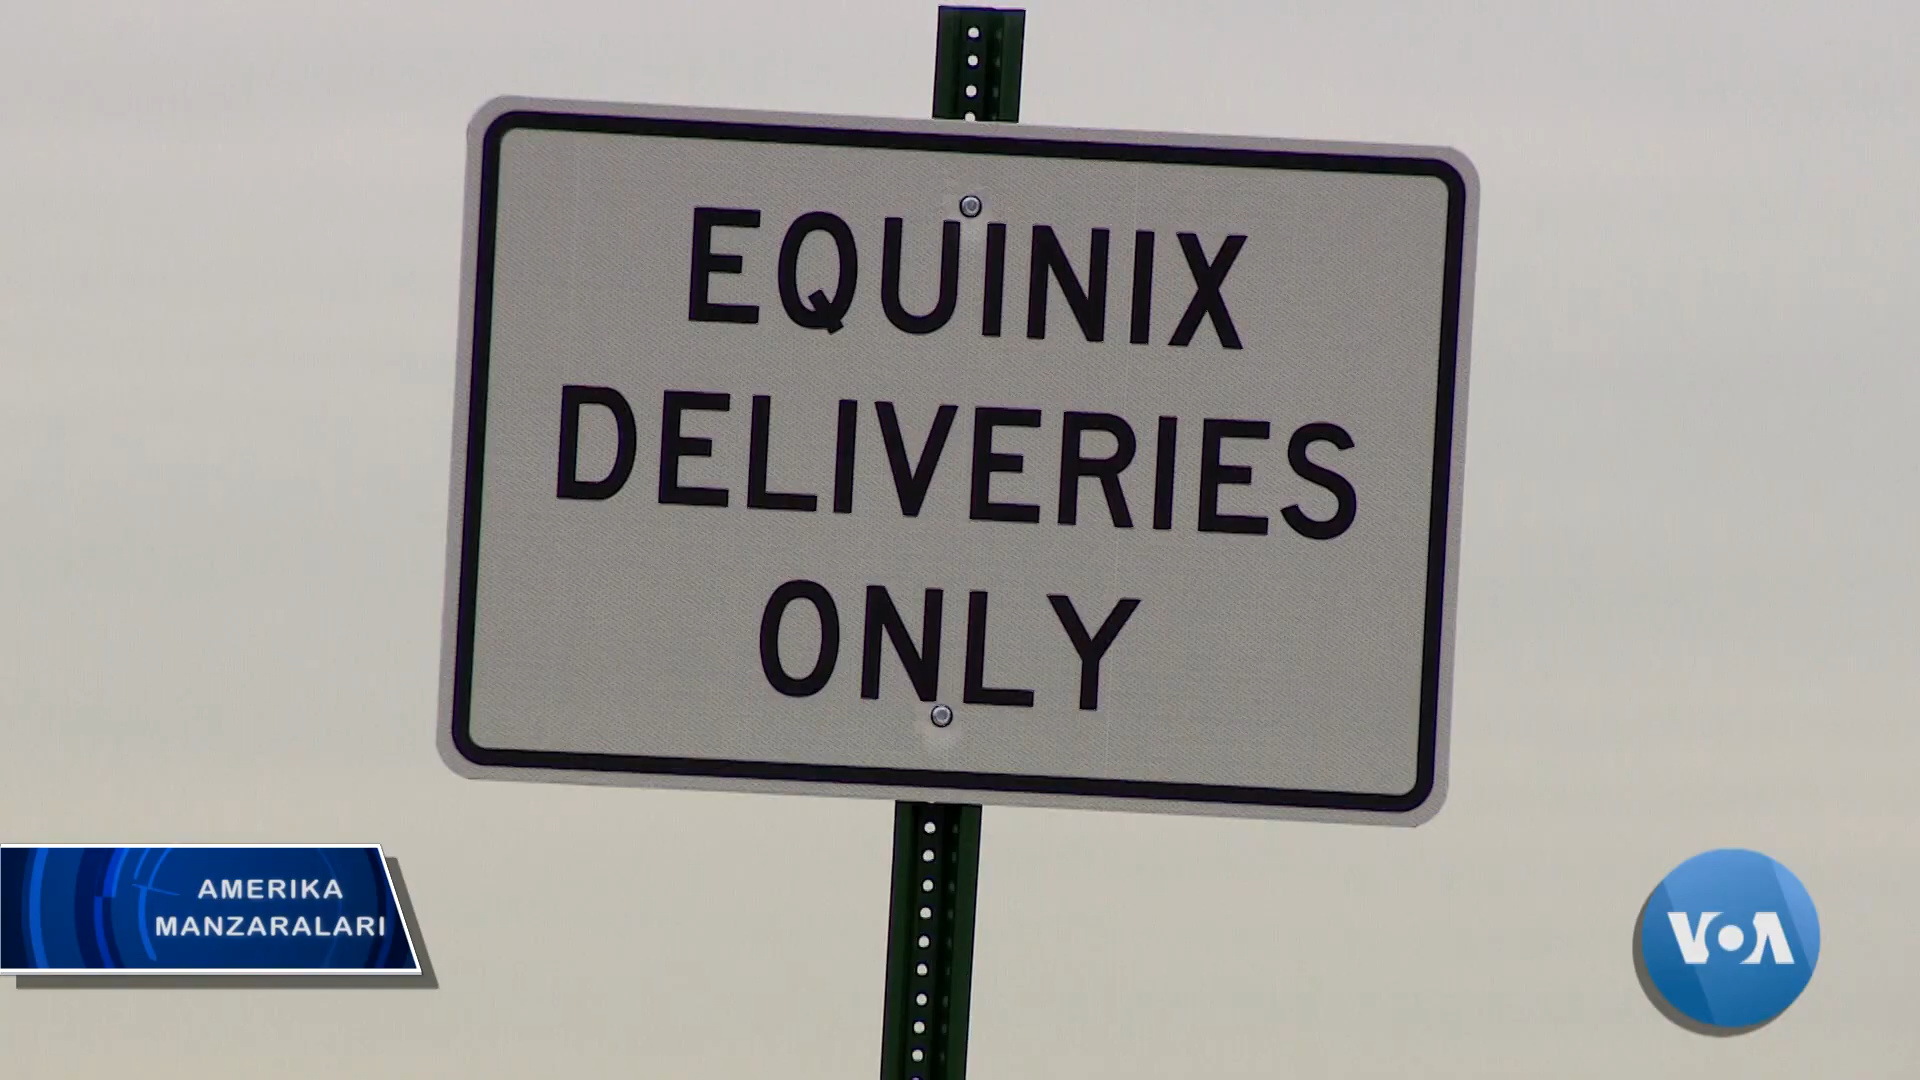 EQUINIX
DELIVERIES
ONLY
AMERIKA
MANZARALARI
VOA